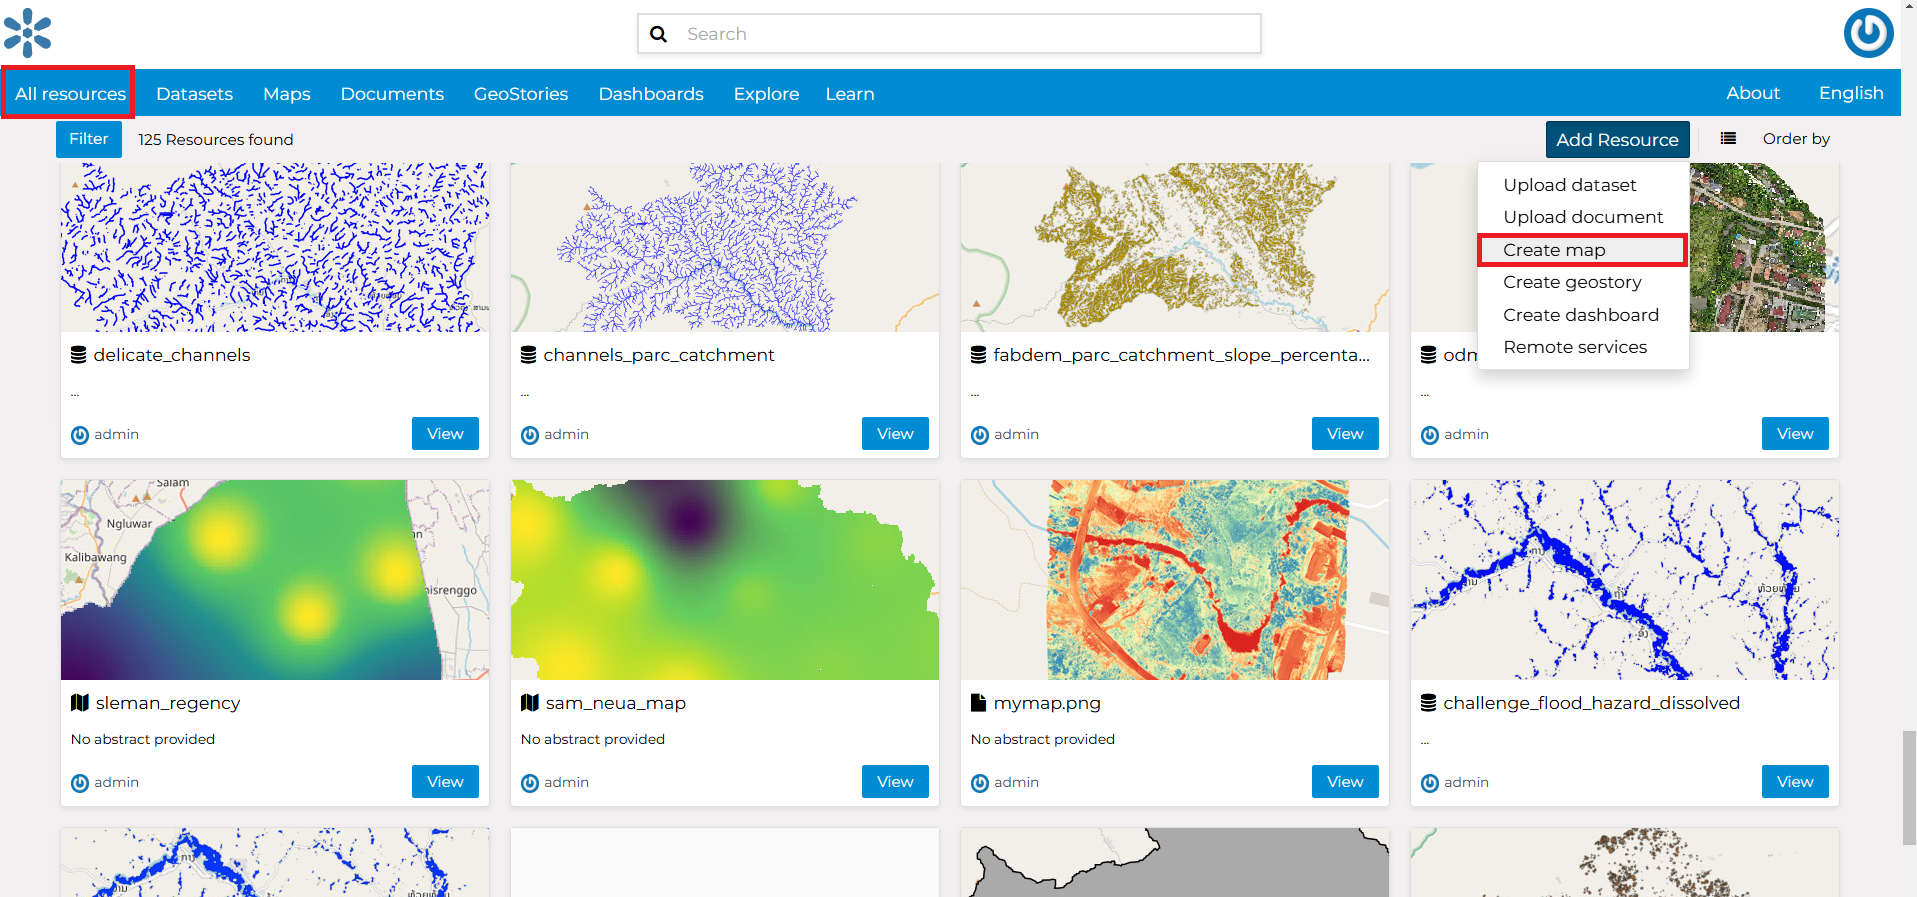 Search
All resources
Datasets
Maps
Documents
GeoStories
Dashboards
Explore
Learn
About
English
Filter
125 Resources found
Add Resource
Order by
Upload dataset
Upload document
Create map
Create geostory
Create dashboard
Remote services
delicate_channels
...
admin
View
channels_parc_catchment
...
admin
View
fabdem_parc_catchment_slope_percenta...
...
admin
View
odm
...
admin
View
Salam
Ngluwar
Kalibawang
nisrenggo
sleman_regency
No abstract provided
admin
View
sam_neua_map
No abstract provided
admin
View
mymap.png
No abstract provided
admin
View
challenge_flood_hazard_dissolved
...
admin
View